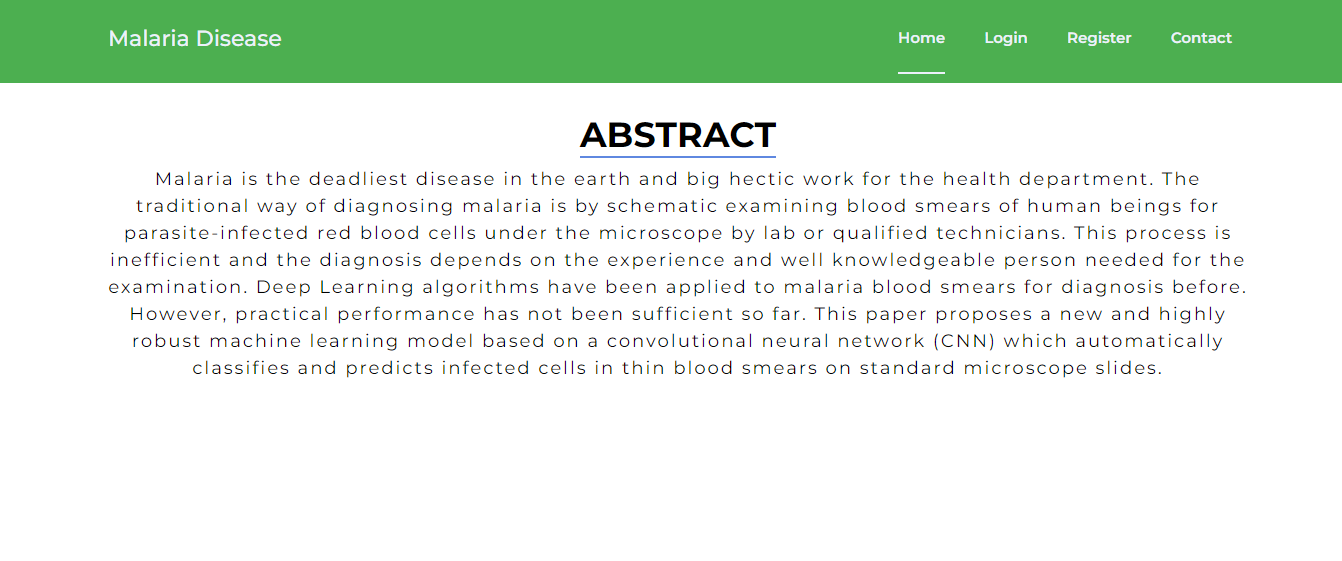 Malaria Disease
Home Login Register Contact
ABSTRACT
Malaria is the deadliest disease in the earth and big hectic work for the health department. The
traditional way of diagnosing malaria is by schematic examining blood smears of human beings for
parasite-infected red blood cells under the microscope by lab or qualified technicians. This process is
inefficient and the diagnosis depends on the experience and well knowledgeable person needed for the
examination. Deep Learning algorithms have been applied to malaria blood smears for diagnosis before.
However, practical performance has not been sufficient so far. This paper proposes a new and highly
robust machine learning model based on a convolutional neural network (CNN) which automatically
classifies and predicts infected cells in thin blood smears on standard microscope slides.